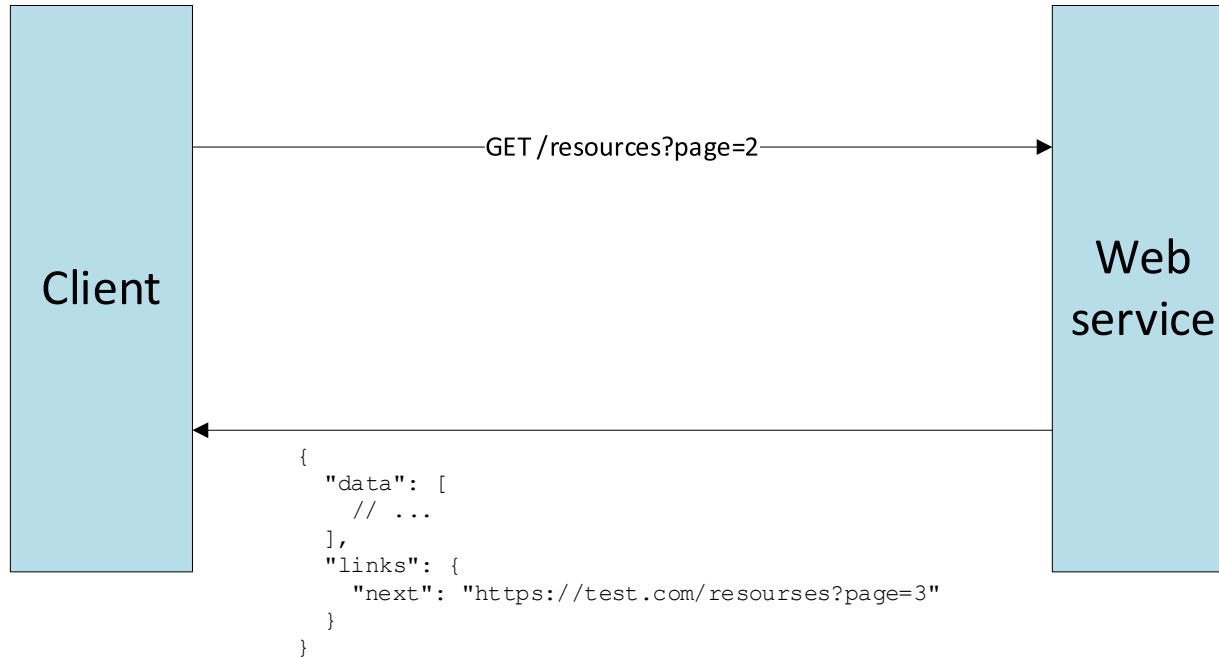 GET /resources?page=2
Client
Web
service
{
"data": [
// ...
],
"links": {
"next": "https://test.com/resourses?page=3"
}
}